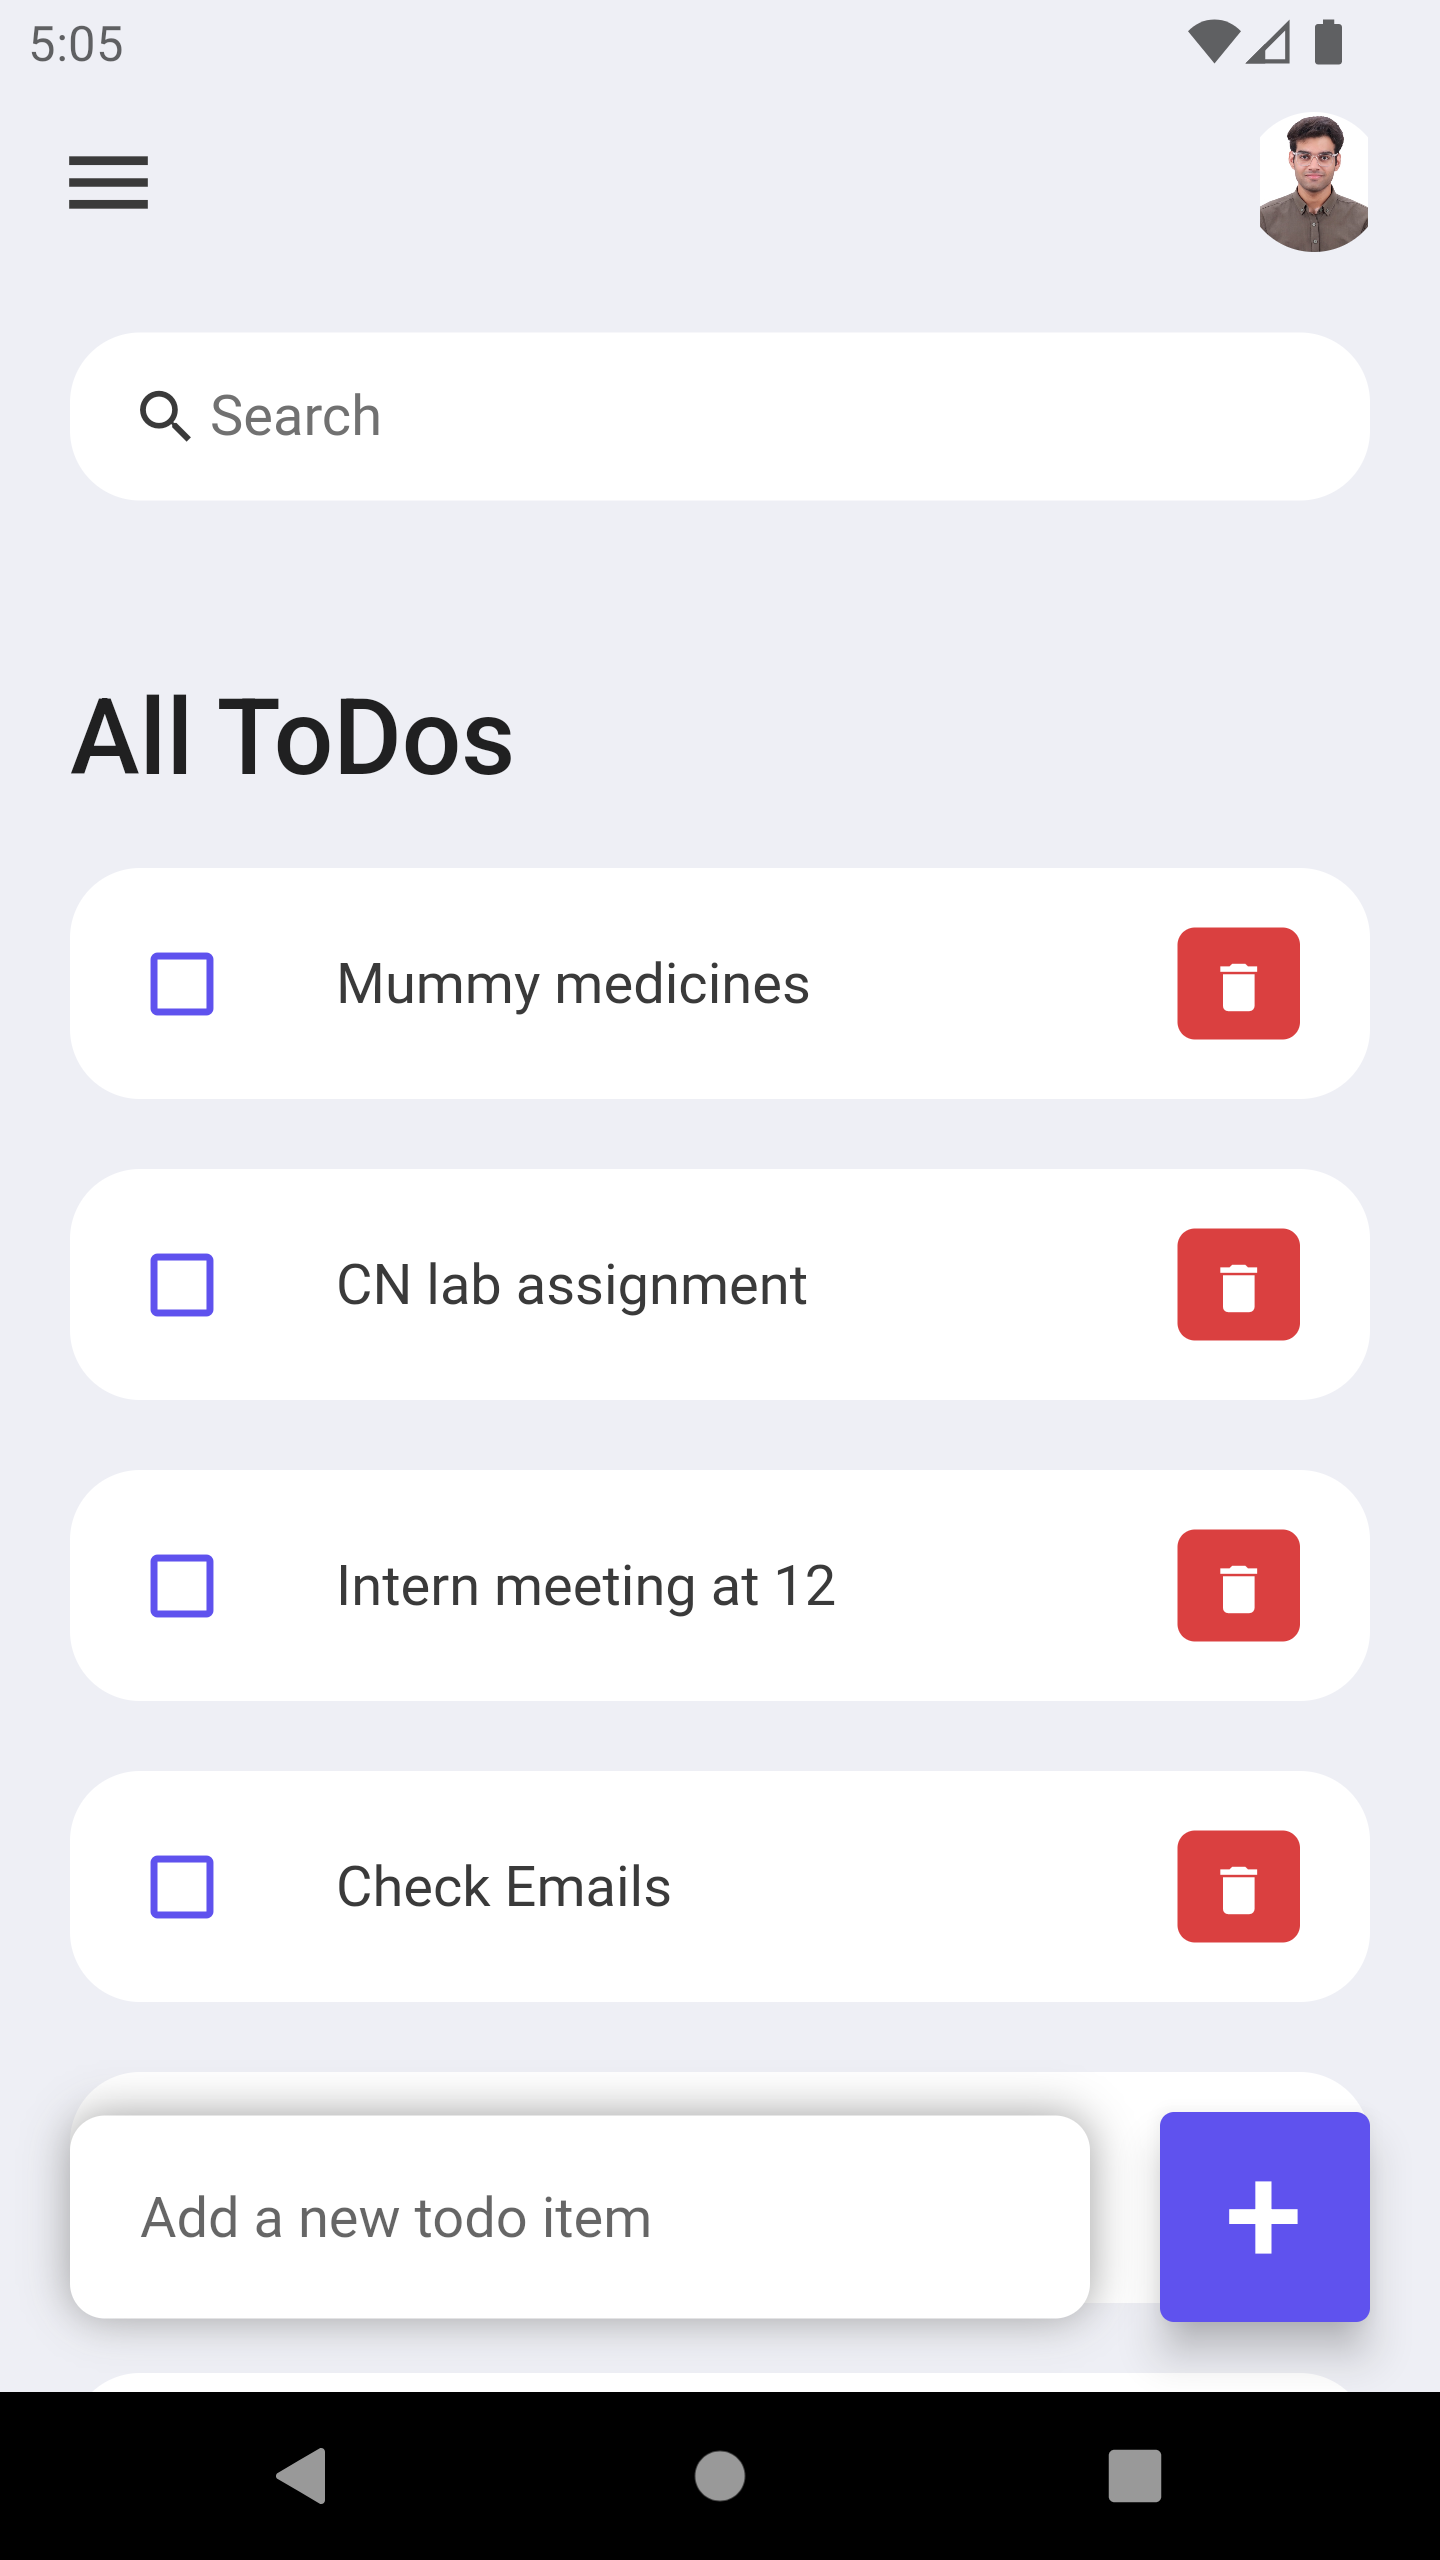 5:05
Search
All ToDos
Mummy medicines
CN lab assignment
Intern meeting at 12
Check Emails
Add a new todo item